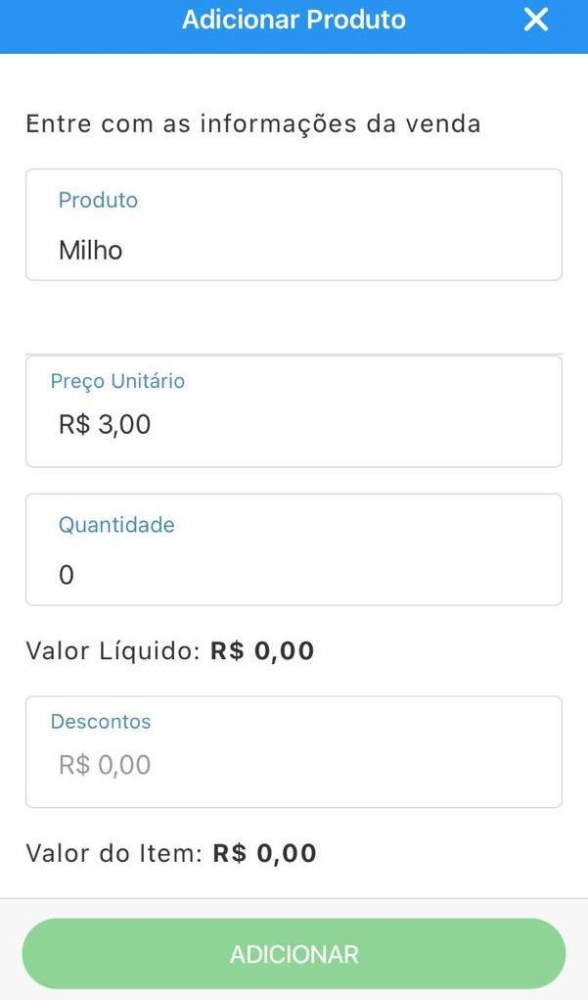 Adicionar Produto
Entre com as informações da venda
Produto
Milho
Preço Unitário
R$ 3,00
Quantidade
0
Valor Líquido: R$ 0,00
Descontos
R$ 0,00
Valor do Item: R$ 0,00
ADICIONAR